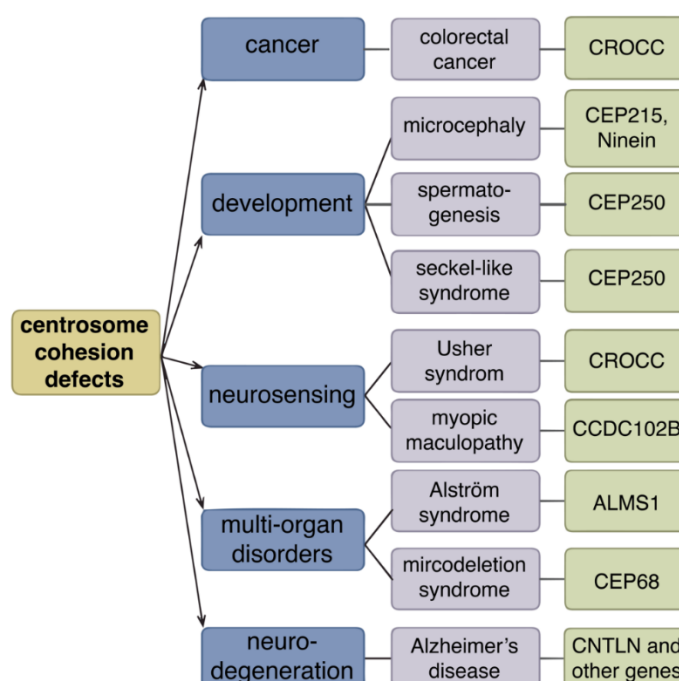 cancer
colorectal
cancer
CROCC
microcephaly
CEP215,
Ninein
development
spermato-
genesis
CEP250
seckel-like
syndrome
CEP250
centrosome
cohesion
defects
neurosensing
Usher
syndrom
CROCC
myopic
maculopathy
CCDC102B
multi-organ
disorders
Alström
syndrome
ALMS1
mircodeletion
syndrome
CEP68
neuro-
degeneration
Alzheimer's
disease
CNTLN and
other genes